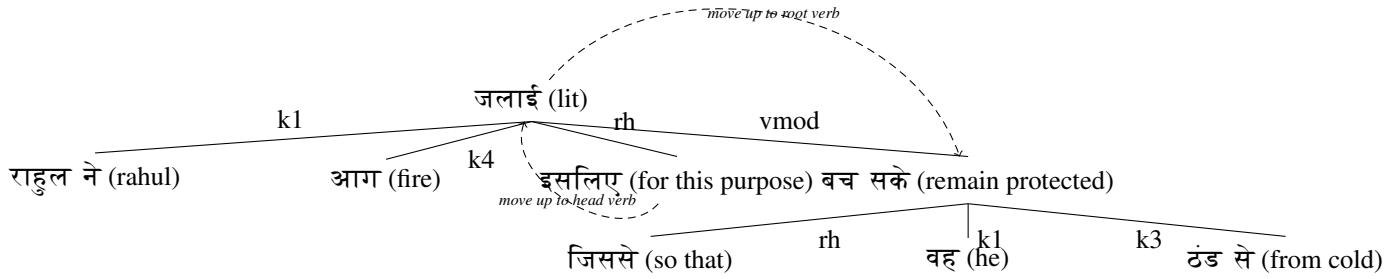 move up to root verb
जलाई (lit)
k1
rh
vmod
k4
राहुल ने (rahul)
आग (fire)
इसलिए (for this purpose)
बच सके (remain protected)
move up to head verb
rh
k1
k3
जिससे (so that)
वह (he)
ठंड से (from cold)